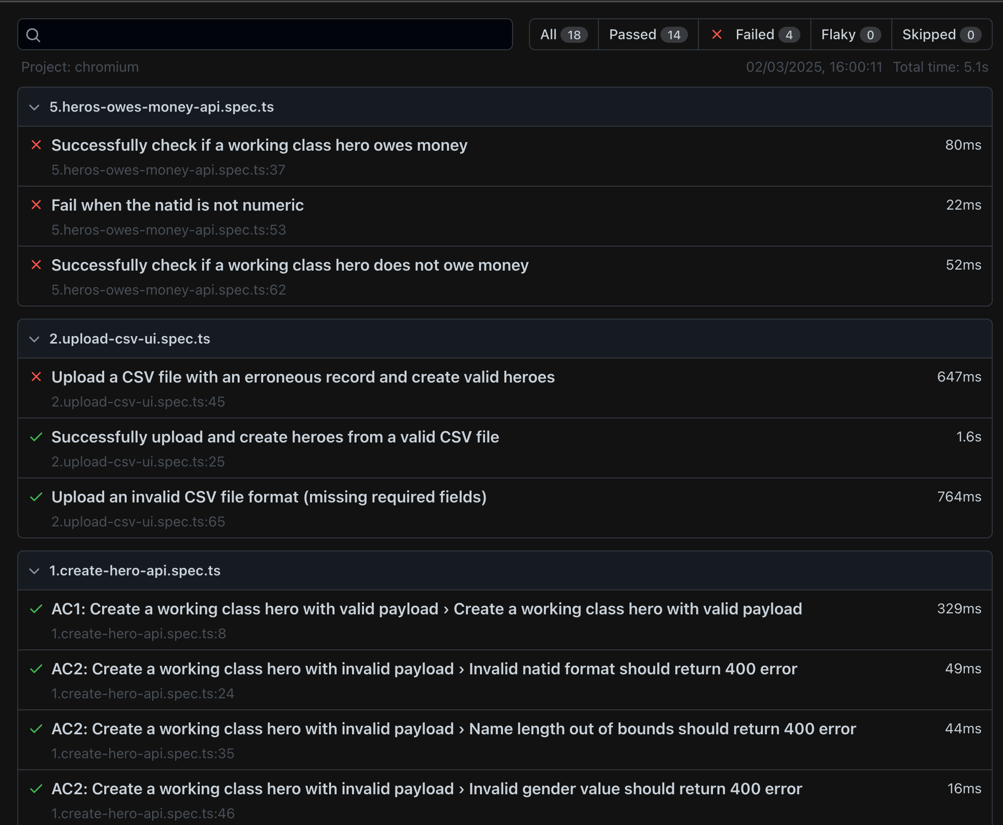 All 18 Passed 14 Failed 4 Flaky 0 Skipped 0
Project: chromium 02/03/2025, 16:00:11 Total time: 5.1s
5.heros-owes-money-api.spec.ts
Successfully check if a working class hero owes money 80ms
5.heros-owes-money-api.spec.ts:37
Fail when the natid is not numeric 22ms
5.heros-owes-money-api.spec.ts:53
Successfully check if a working class hero does not owe money 52ms
5.heros-owes-money-api.spec.ts:62
2.upload-csv-ui.spec.ts
Upload a CSV file with an erroneous record and create valid heroes 647ms
2.upload-csv-ui.spec.ts:45
Successfully upload and create heroes from a valid CSV file 1.6s
2.upload-csv-ui.spec.ts:25
Upload an invalid CSV file format (missing required fields) 764ms
2.upload-csv-ui.spec.ts:65
1.create-hero-api.spec.ts
AC1: Create a working class hero with valid payload › Create a working class hero with valid payload 329ms
1.create-hero-api.spec.ts:8
AC2: Create a working class hero with invalid payload › Invalid natid format should return 400 error 49ms
1.create-hero-api.spec.ts:24
AC2: Create a working class hero with invalid payload › Name length out of bounds should return 400 error 44ms
1.create-hero-api.spec.ts:35
AC2: Create a working class hero with invalid payload › Invalid gender value should return 400 error 16ms
1.create-hero-api.spec.ts:46